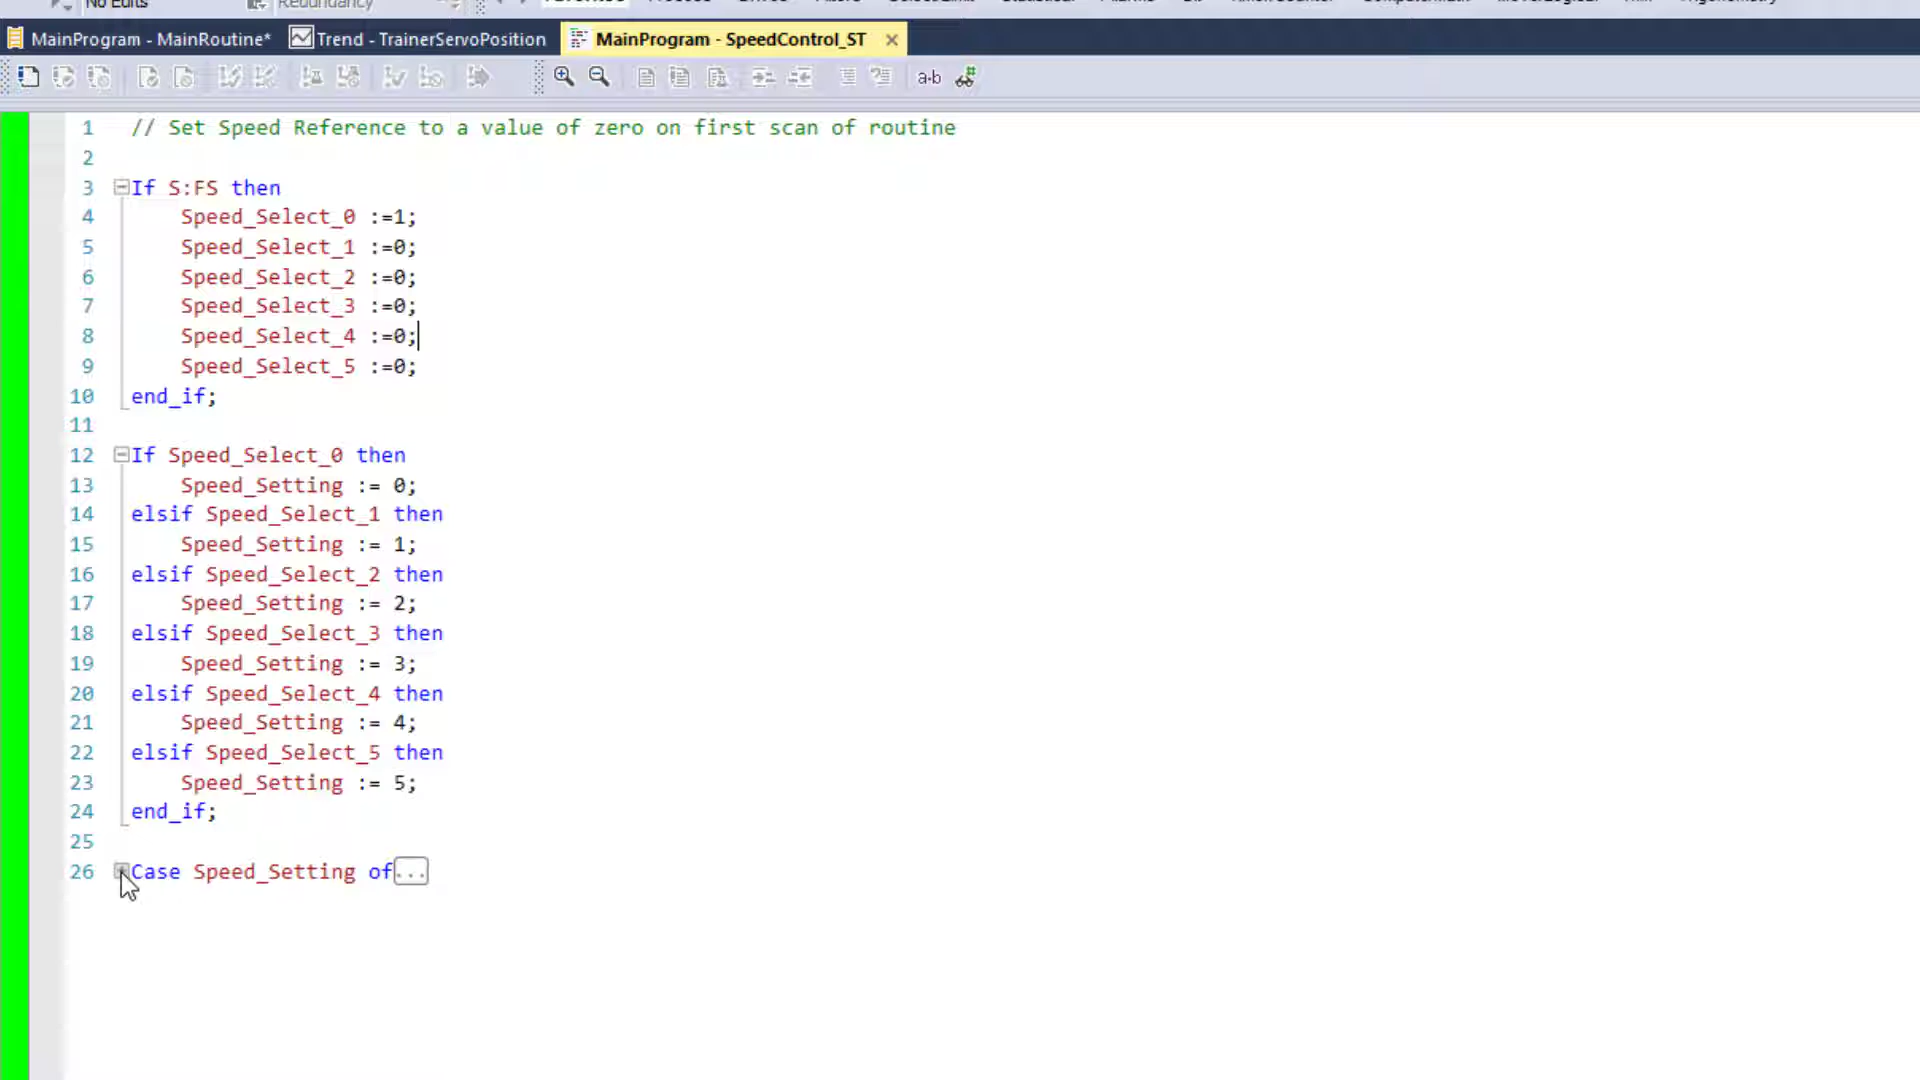 No Edits
Redundancy
MainProgram - MainRoutine*
Trend - TrainerServoPosition
MainProgram - SpeedControl_ST
a-b
1 // Set Speed Reference to a value of zero on first scan of routine
2
3 If S:FS then
4 Speed_Select_0 :=1;
5 Speed_Select_1 :=0;
6 Speed_Select_2 :=0;
7 Speed_Select_3 :=0;
8 Speed_Select_4 :=0;
9 Speed_Select_5 :=0;
10 end_if;
11
12 If Speed_Select_0 then
13 Speed_Setting := 0;
14 elsif Speed_Select_1 then
15 Speed_Setting := 1;
16 elsif Speed_Select_2 then
17 Speed_Setting := 2;
18 elsif Speed_Select_3 then
19 Speed_Setting := 3;
20 elsif Speed_Select_4 then
21 Speed_Setting := 4;
22 elsif Speed_Select_5 then
23 Speed_Setting := 5;
24 end_if;
25
26 Case Speed_Setting of...